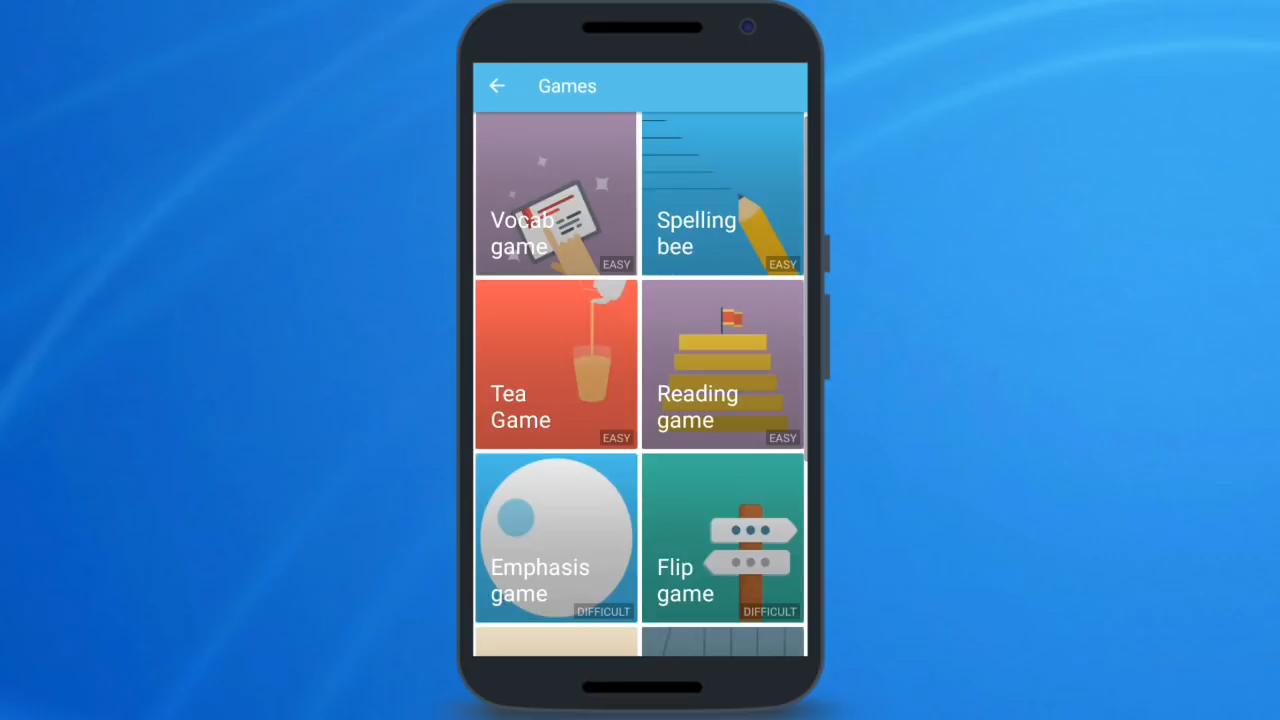 Games
Vocab
game
EASY
Spelling
bee
EASY
Tea
Game
EASY
Reading
game
EASY
Emphasis
game
DIFFICULT
Flip
game
DIFFICULT